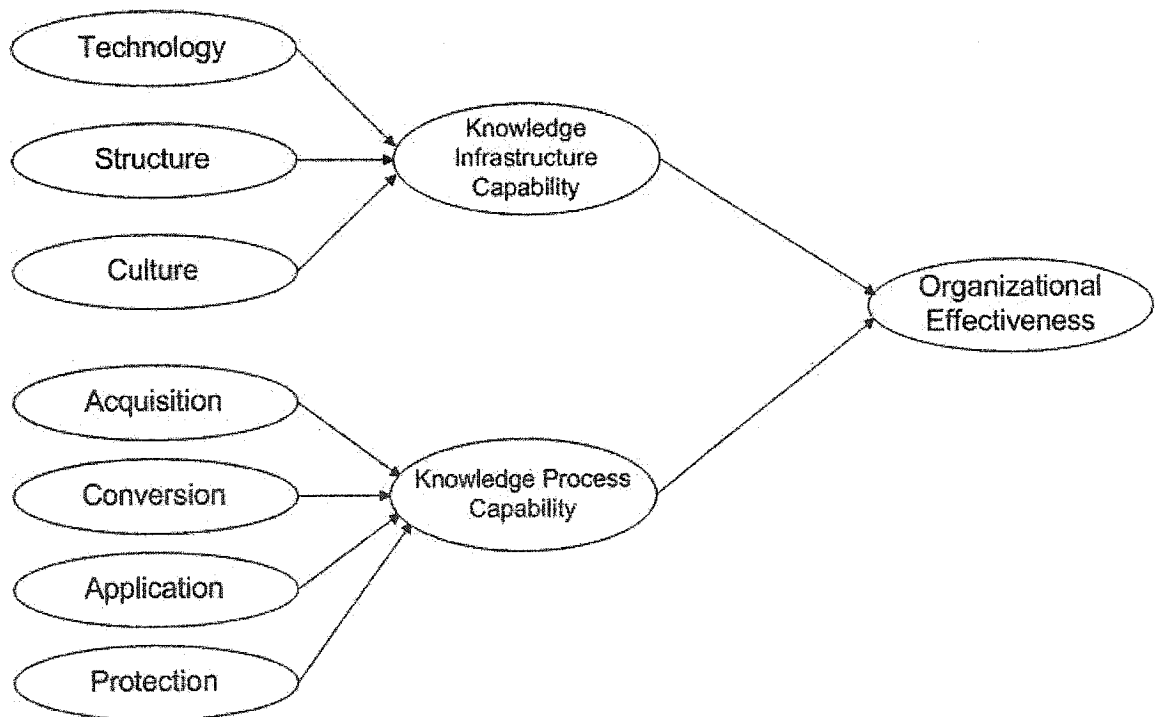 Technology
Structure
Culture
Knowledge
Infrastructure
Capability
Organizational
Effectiveness
Acquisition
Conversion
Application
Protection
Knowledge Process
Capability